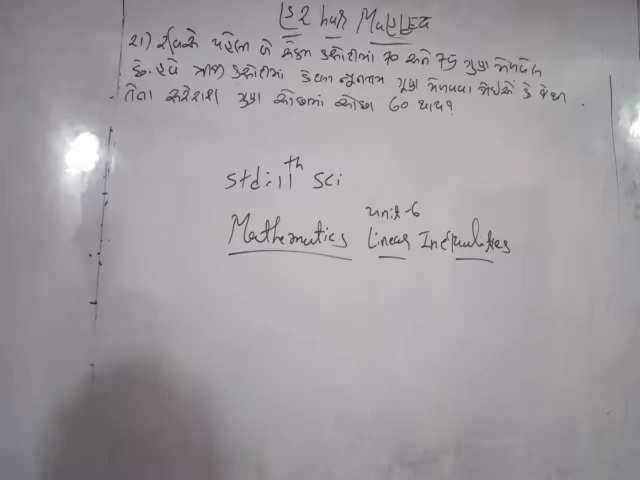 21) રવિએ પહેલા બે એકમ કસોટીમાં 70 અને 75 ગુણ મેળવેલ
છે. હવે ત્રીજી કસોટીમાં કેટલા ન્યુનતમ ગુણ મેળવવા જોઈએ કે જેથી
તેના સરેરાશ ગુણ ઓછામાં ઓછા 60 થાય?
Std:11th Sci
unit-6
Mathematics Linear Inequalities